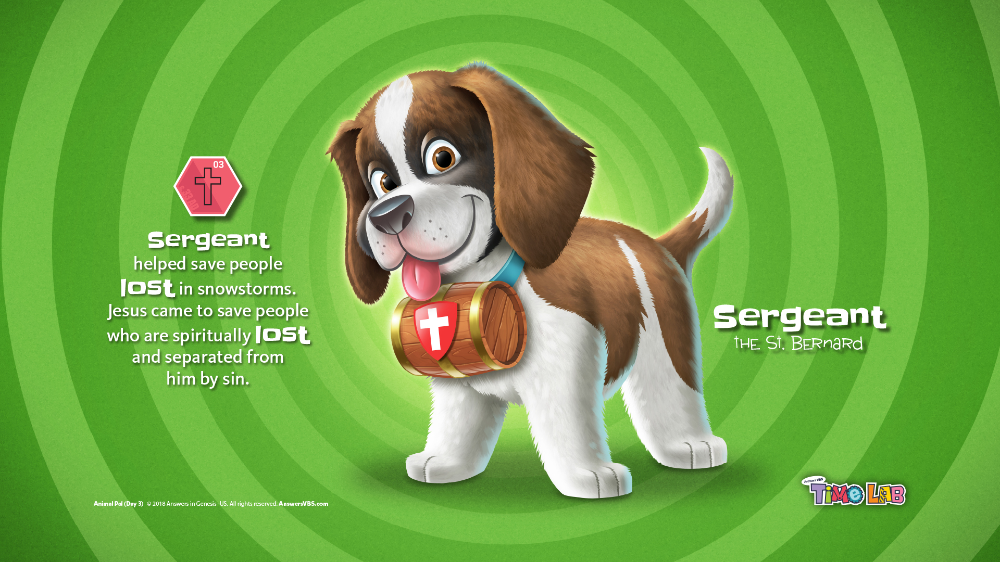 03
c. 33 AD
Sergeant
helped save people
lost in snowstorms.
Jesus came to save people
who are spiritually lost
and separated from
him by sin.
Sergeant
the St. Bernard
Answers VBS
TIME LAB
Animal Pal (Day 3) © 2018 Answers in Genesis–US. All rights reserved. AnswersVBS.com